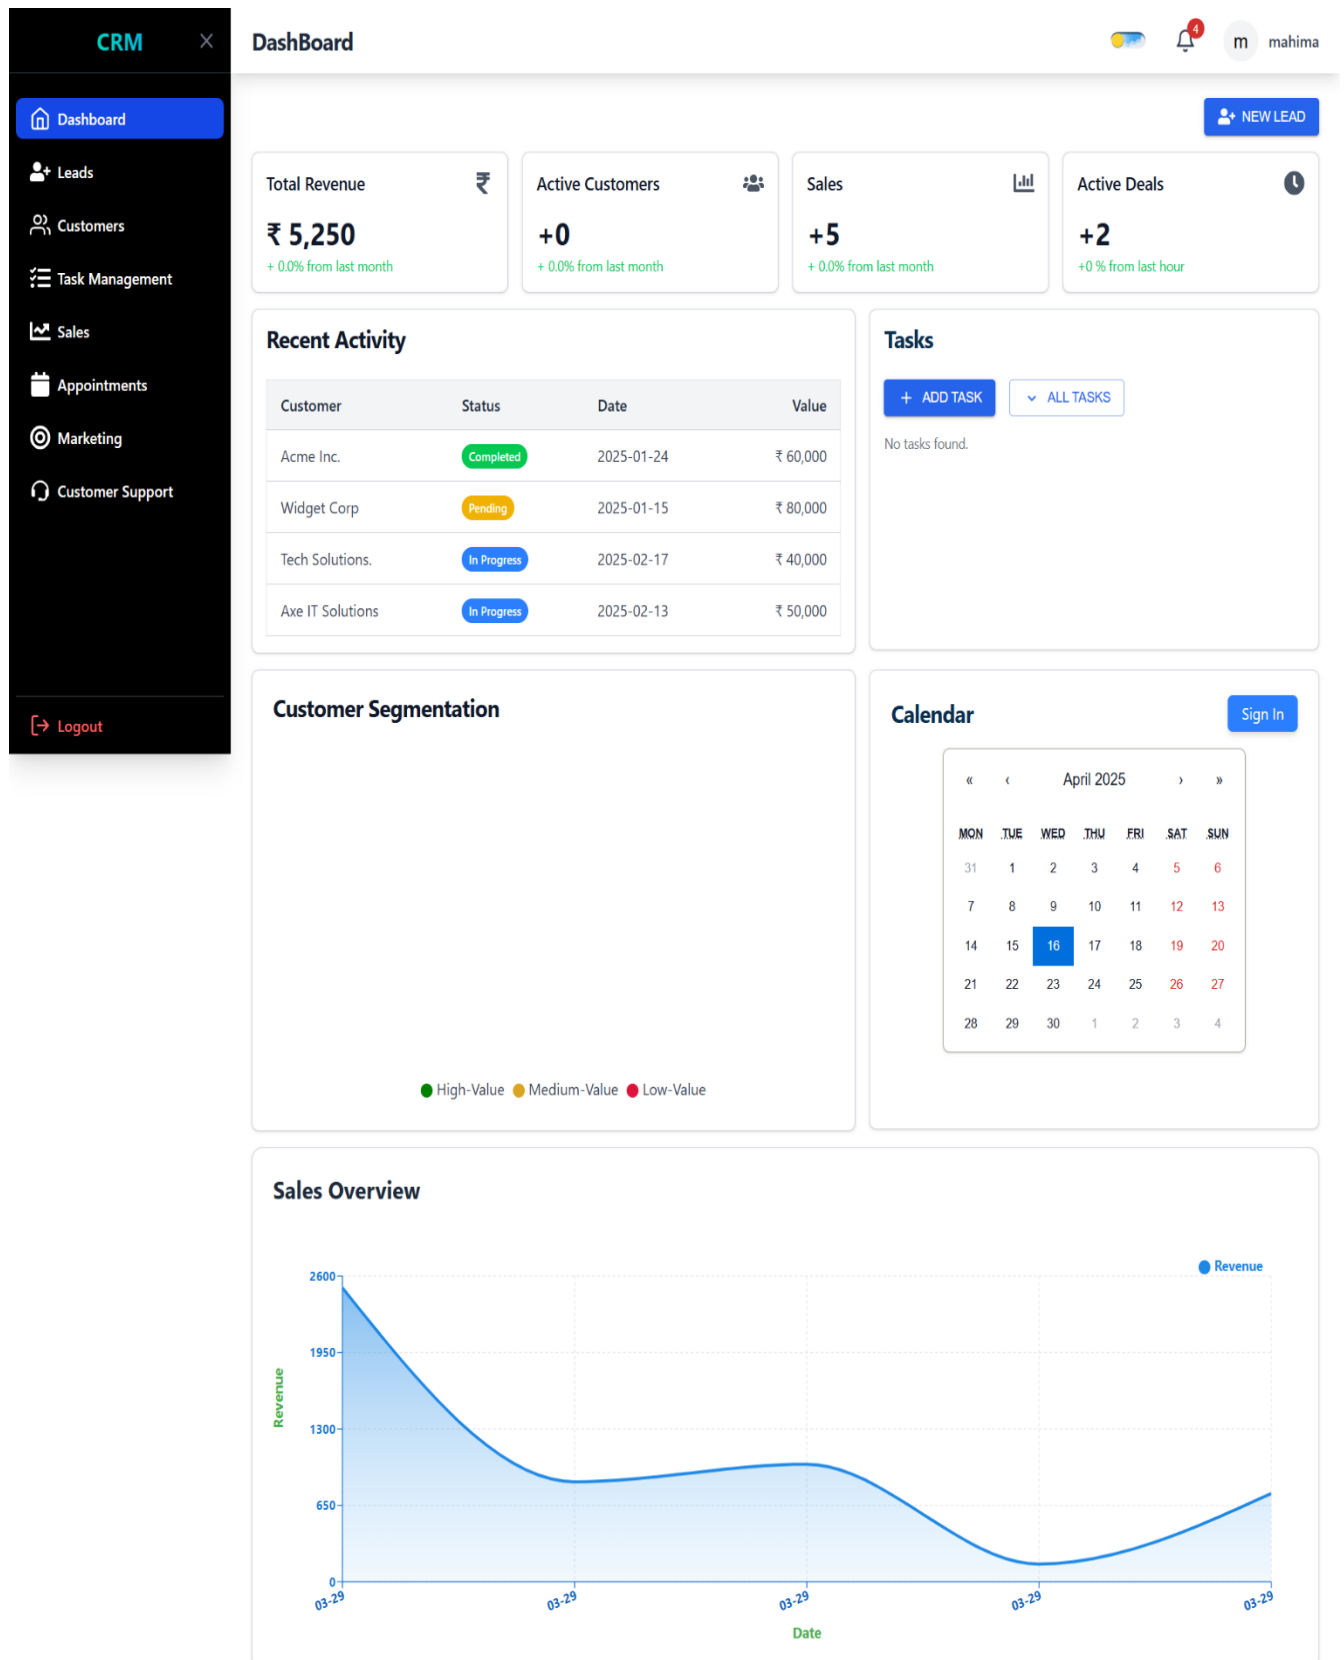 CRM
DashBoard
4
m mahima
Dashboard
Leads
Customers
Task Management
Sales
Appointments
Marketing
Customer Support
Logout
NEW LEAD
Total Revenue ₹
₹ 5,250
+ 0.0% from last month
Active Customers
+0
+ 0.0% from last month
Sales
+5
+ 0.0% from last month
Active Deals
+2
+0 % from last hour
Recent Activity
Customer Status Date Value
Acme Inc. Completed 2025-01-24 ₹ 60,000
Widget Corp Pending 2025-01-15 ₹ 80,000
Tech Solutions. In Progress 2025-02-17 ₹ 40,000
Axe IT Solutions In Progress 2025-02-13 ₹ 50,000
Tasks
+ ADD TASK ALL TASKS
No tasks found.
Customer Segmentation
High-Value Medium-Value Low-Value
Calendar Sign In
« ‹ April 2025 › »
MON TUE WED THU FRI SAT SUN
31 1 2 3 4 5 6
7 8 9 10 11 12 13
14 15 16 17 18 19 20
21 22 23 24 25 26 27
28 29 30 1 2 3 4
Sales Overview
Revenue
2600
1950
1300
650
0
Revenue
03-29 03-29 03-29 03-29 03-29
Date